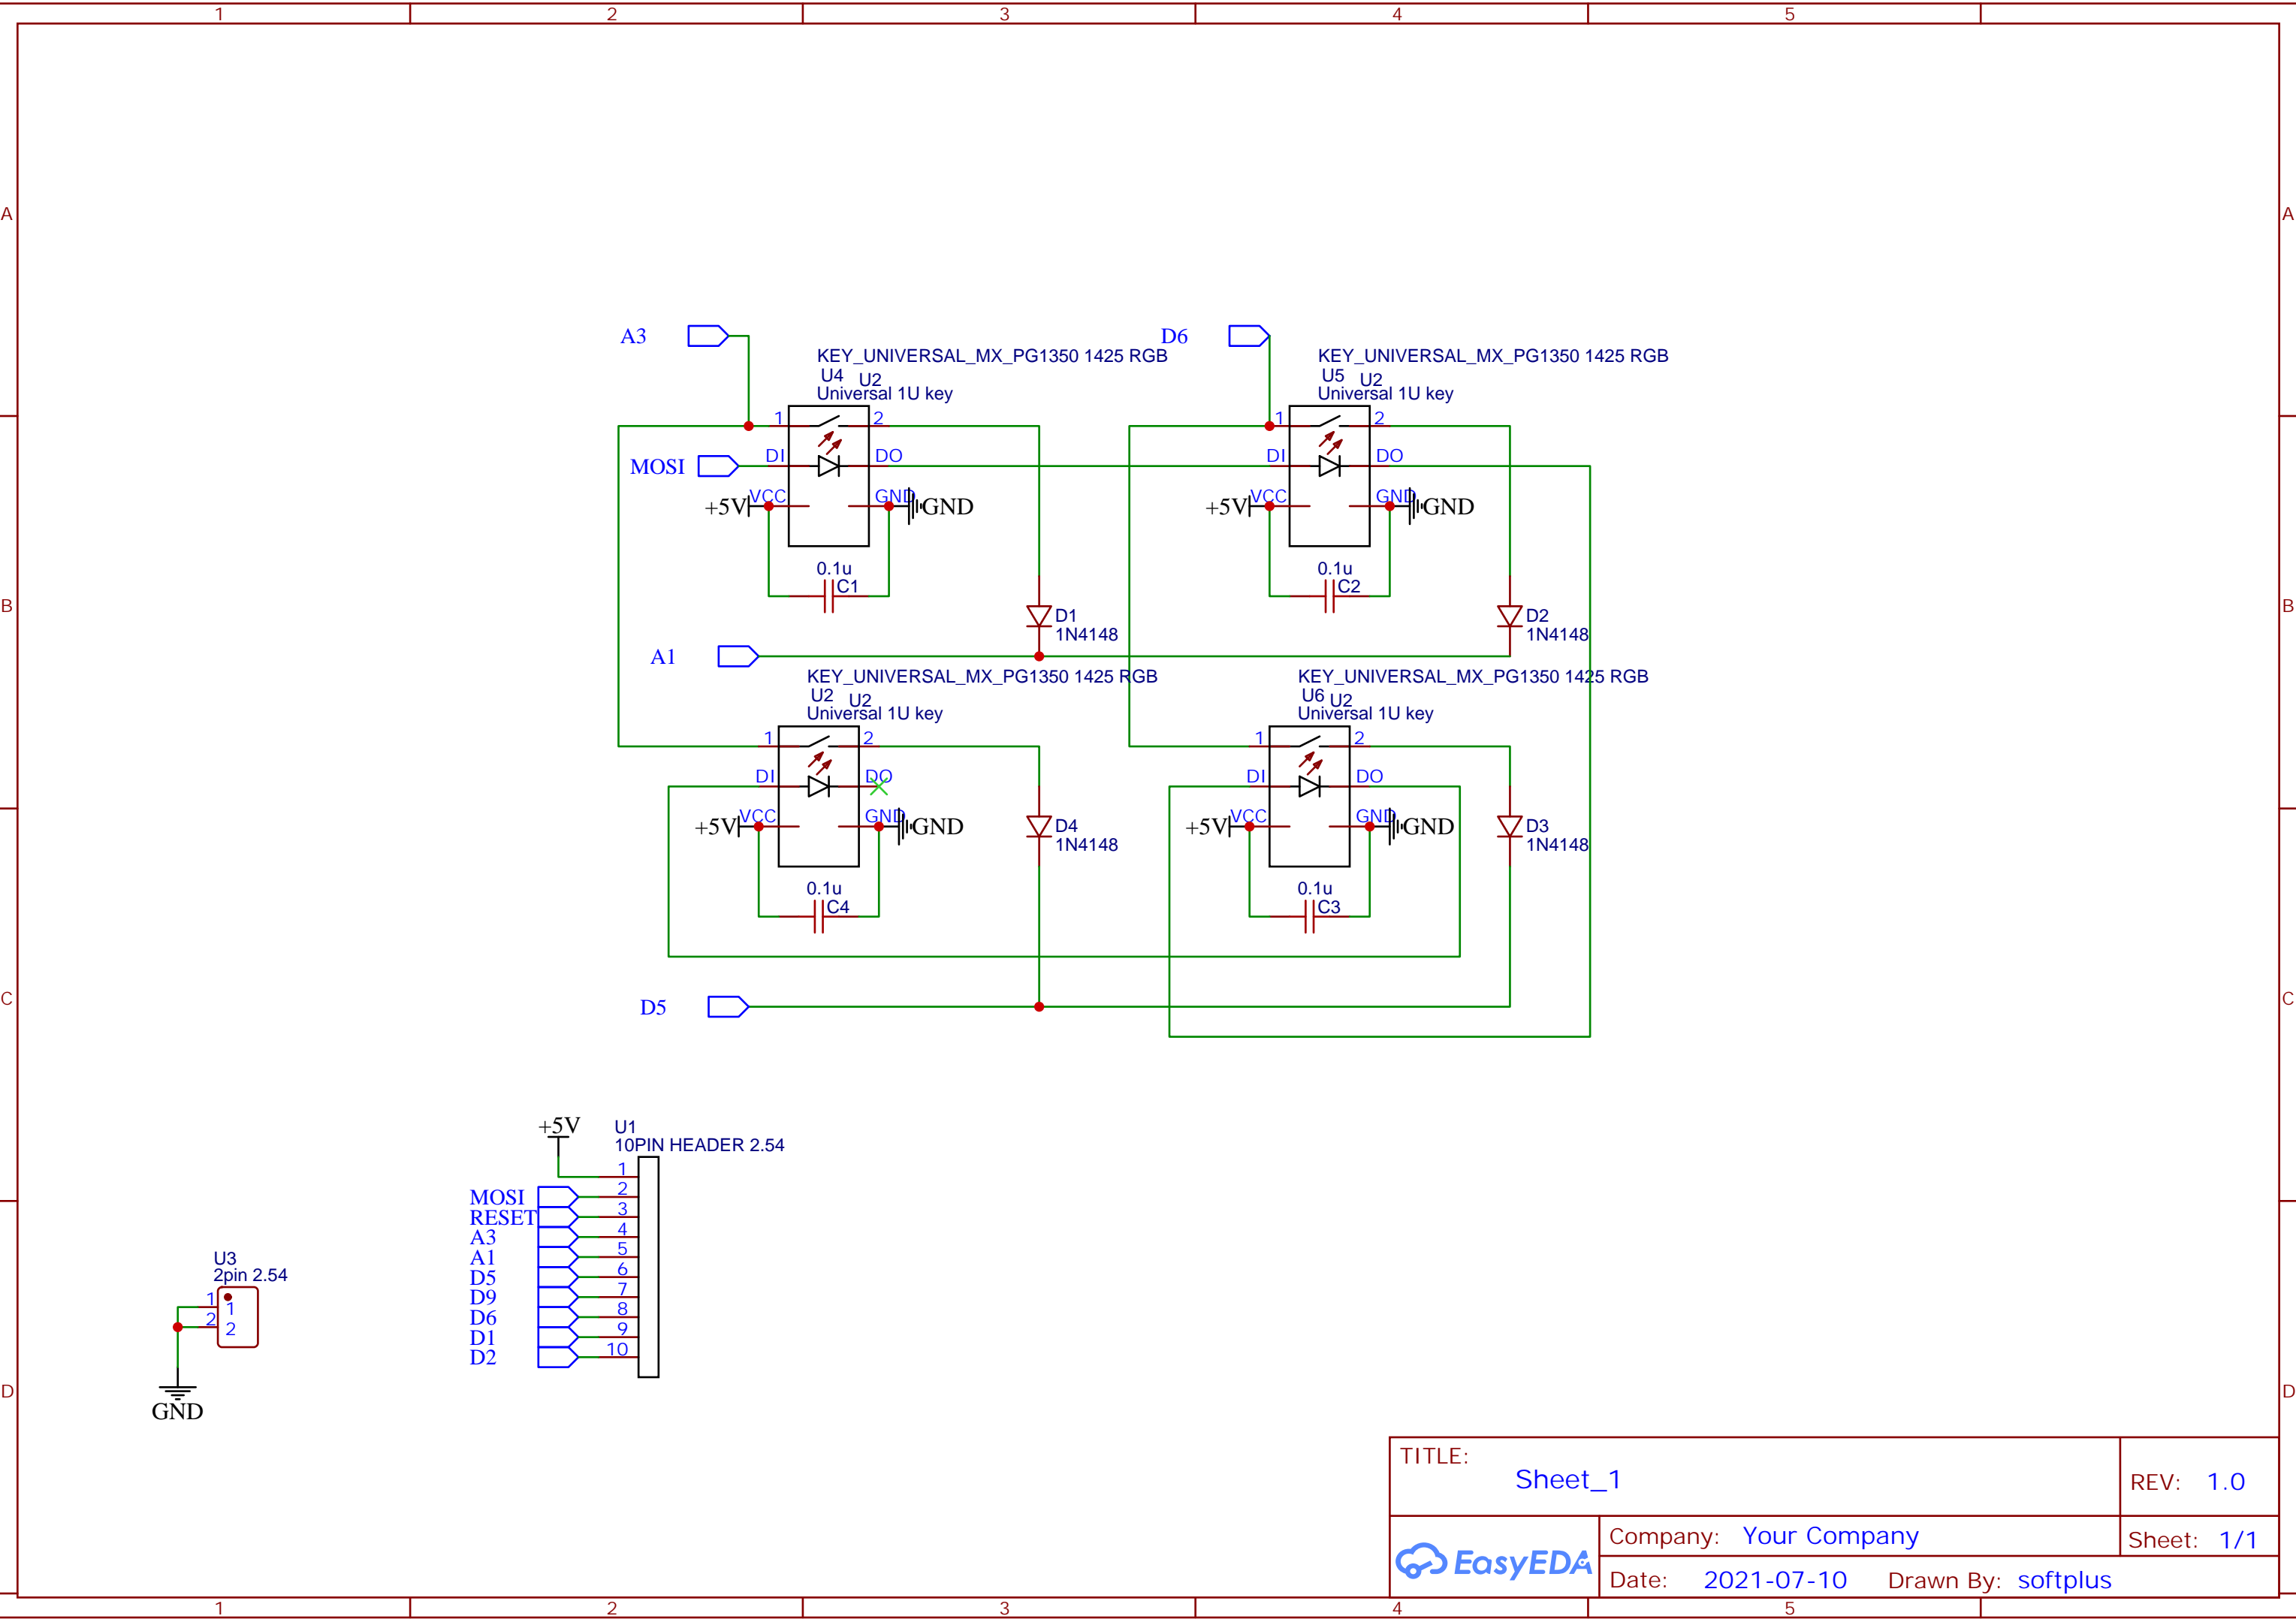 1 2 3 4 5
A A
A3 D6
KEY_UNIVERSAL_MX_PG1350 1425 RGB KEY_UNIVERSAL_MX_PG1350 1425 RGB
U4 U2 U5 U2
Universal 1U key Universal 1U key
1 2 1 2
MOSI DI DO DI DO
+5V VCC GND GND +5V VCC GND GND
0.1u 0.1u
C1 C2
B B
D1 D2
1N4148 1N4148
A1
KEY_UNIVERSAL_MX_PG1350 1425 RGB KEY_UNIVERSAL_MX_PG1350 1425 RGB
U2 U2 U6 U2
Universal 1U key Universal 1U key
1 2 1 2
DI DO DI DO
+5V VCC GND GND +5V VCC GND GND
D4 D3
1N4148 1N4148
0.1u 0.1u
C4 C3
C C
D5
+5V U1
10PIN HEADER 2.54
1
MOSI 2
RESET 3
A3 4
A1 5
D5 6
D9 7
D6 8
D1 9
D2 10
U3
2pin 2.54
1 1
2 2
GND
D D
TITLE:
Sheet_1
REV: 1.0
EasyEDA
Company: Your Company
Sheet: 1/1
Date: 2021-07-10 Drawn By: softplus
1 2 3 4 5